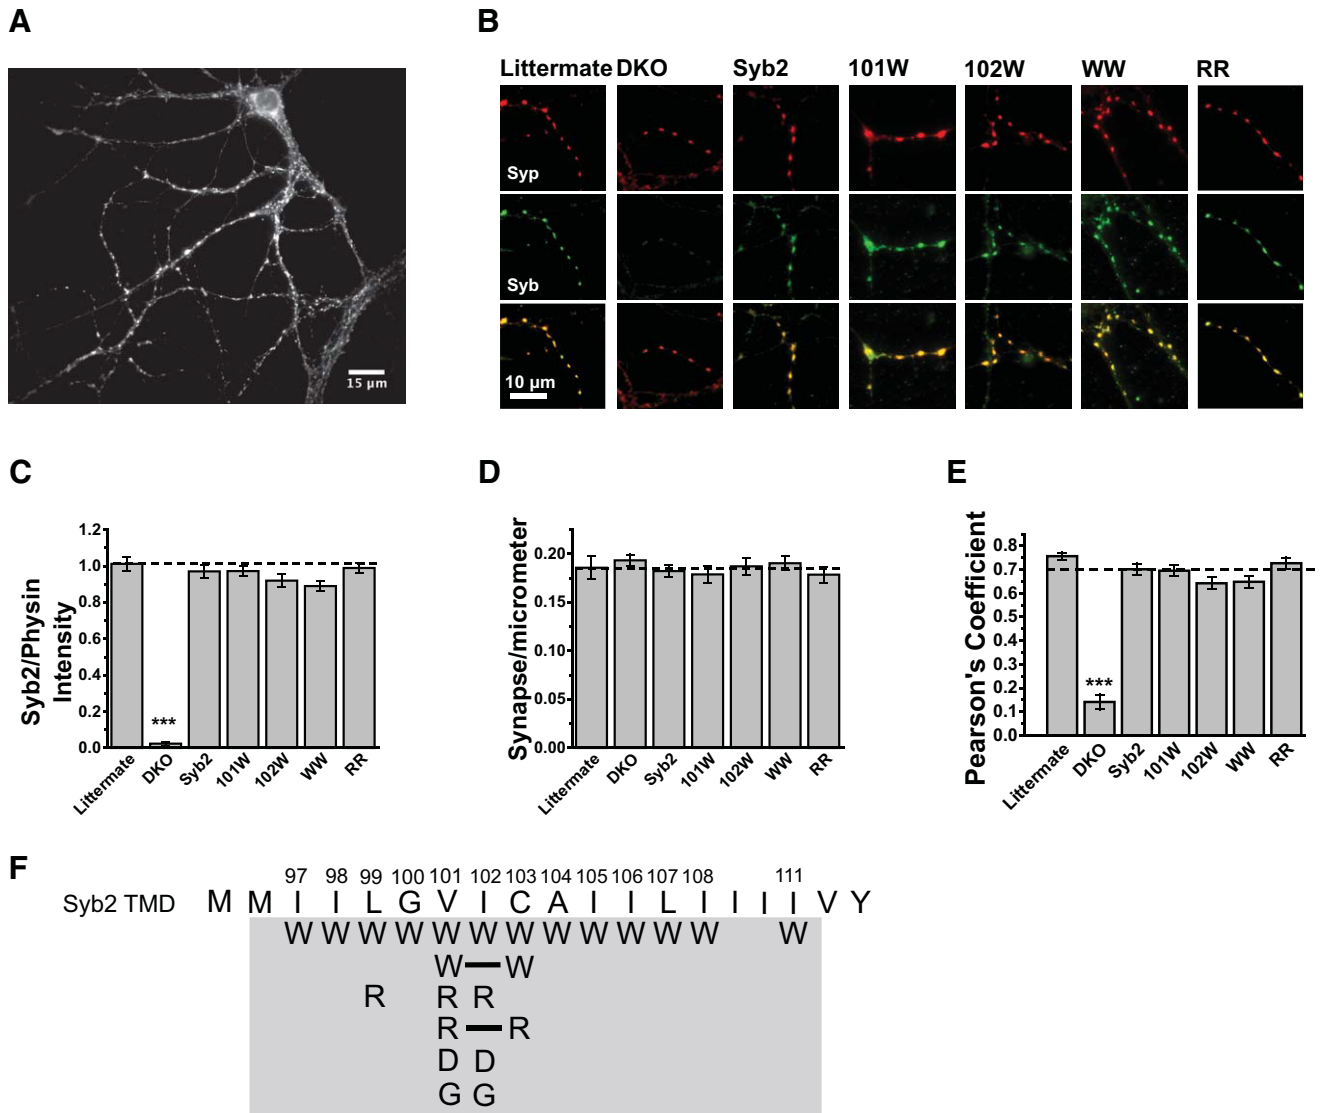 A
15 µm
B
Littermate DKO Syb2 101W 102W WW RR
Syp
Syb
10 µm
C
Syb2/Physin
Intensity
1.2
1.0
0.8
0.6
0.4
0.2
0.0
***
Littermate DKO Syb2 101W 102W WW RR
D
Synapse/micrometer
0.20
0.15
0.10
0.05
0.00
Littermate DKO Syb2 101W 102W WW RR
E
Pearson's Coefficient
0.8
0.7
0.6
0.5
0.4
0.3
0.2
0.1
0.0
***
Littermate DKO Syb2 101W 102W WW RR
F
97 98 99 100 101 102 103 104 105 106 107 108 111
Syb2 TMD M M I I L G V I C A I I L I I I I V Y
W W W W W W W W W W W W W
W — W
R R R
R — R
D D
G G